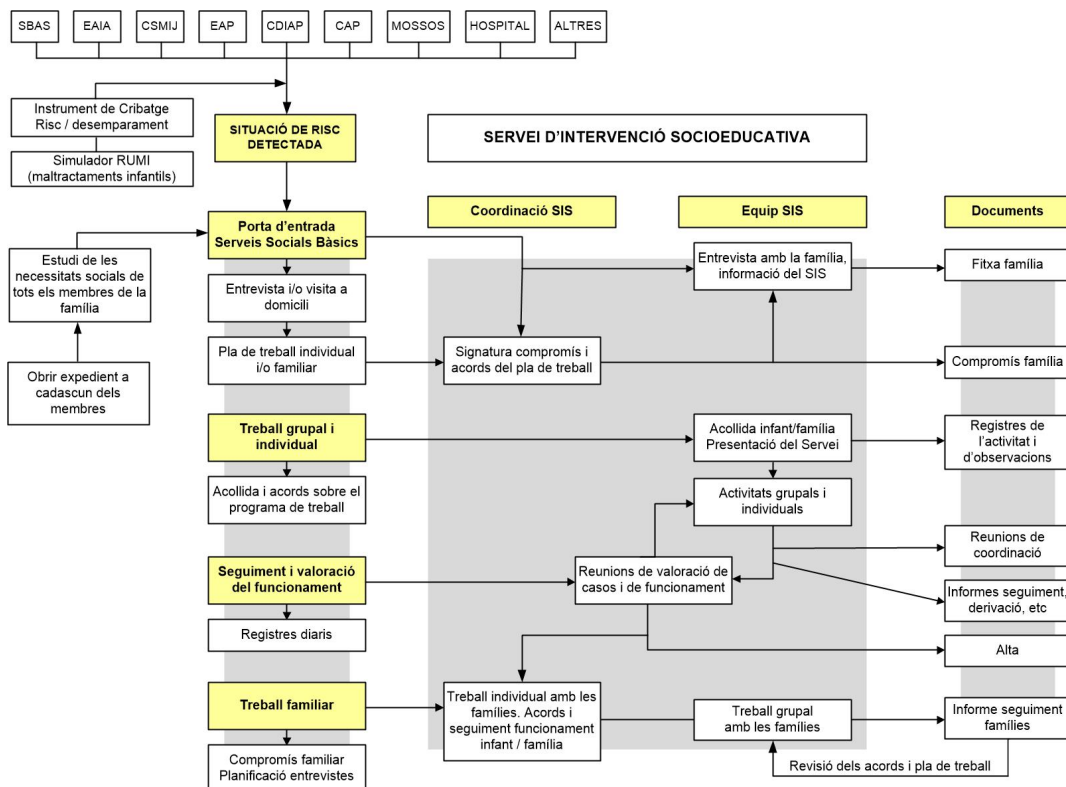 SBAS
EAIA
CSMIJ
EAP
CDIAP
CAP
MOSSOS
HOSPITAL
ALTRES
Instrument de Cribatge
Risc / desemparament
Simulador RUMI
(maltractaments infantils)
SITUACIÓ DE RISC
DETECTADA
SERVEI D'INTERVENCIÓ SOCIOEDUCATIVA
Coordinació SIS
Equip SIS
Documents
Porta d'entrada
Serveis Socials Bàsics
Estudi de les
necessitats socials de
tots els membres de la
família
Entrevista i/o visita a
domicili
Entrevista amb la família,
informació del SIS
Fitxa família
Obrir expedient a
cadascun dels
membres
Pla de treball individual
i/o familiar
Signatura compromís i
acords del pla de treball
Compromís família
Treball grupal i
individual
Acollida infant/família
Presentació del Servei
Registres de
l'activitat i
d'observacions
Acollida i acords sobre el
programa de treball
Activitats grupals i
individuals
Reunions de
coordinació
Seguiment i valoració
del funcionament
Reunions de valoració de
casos i de funcionament
Informes seguiment,
derivació, etc
Registres diaris
Alta
Treball familiar
Treball individual amb les
famílies. Acords i
seguiment funcionament
infant / família
Treball grupal
amb les famílies
Informe seguiment
famílies
Compromís familiar
Planificació entrevistes
Revisió dels acords i pla de treball